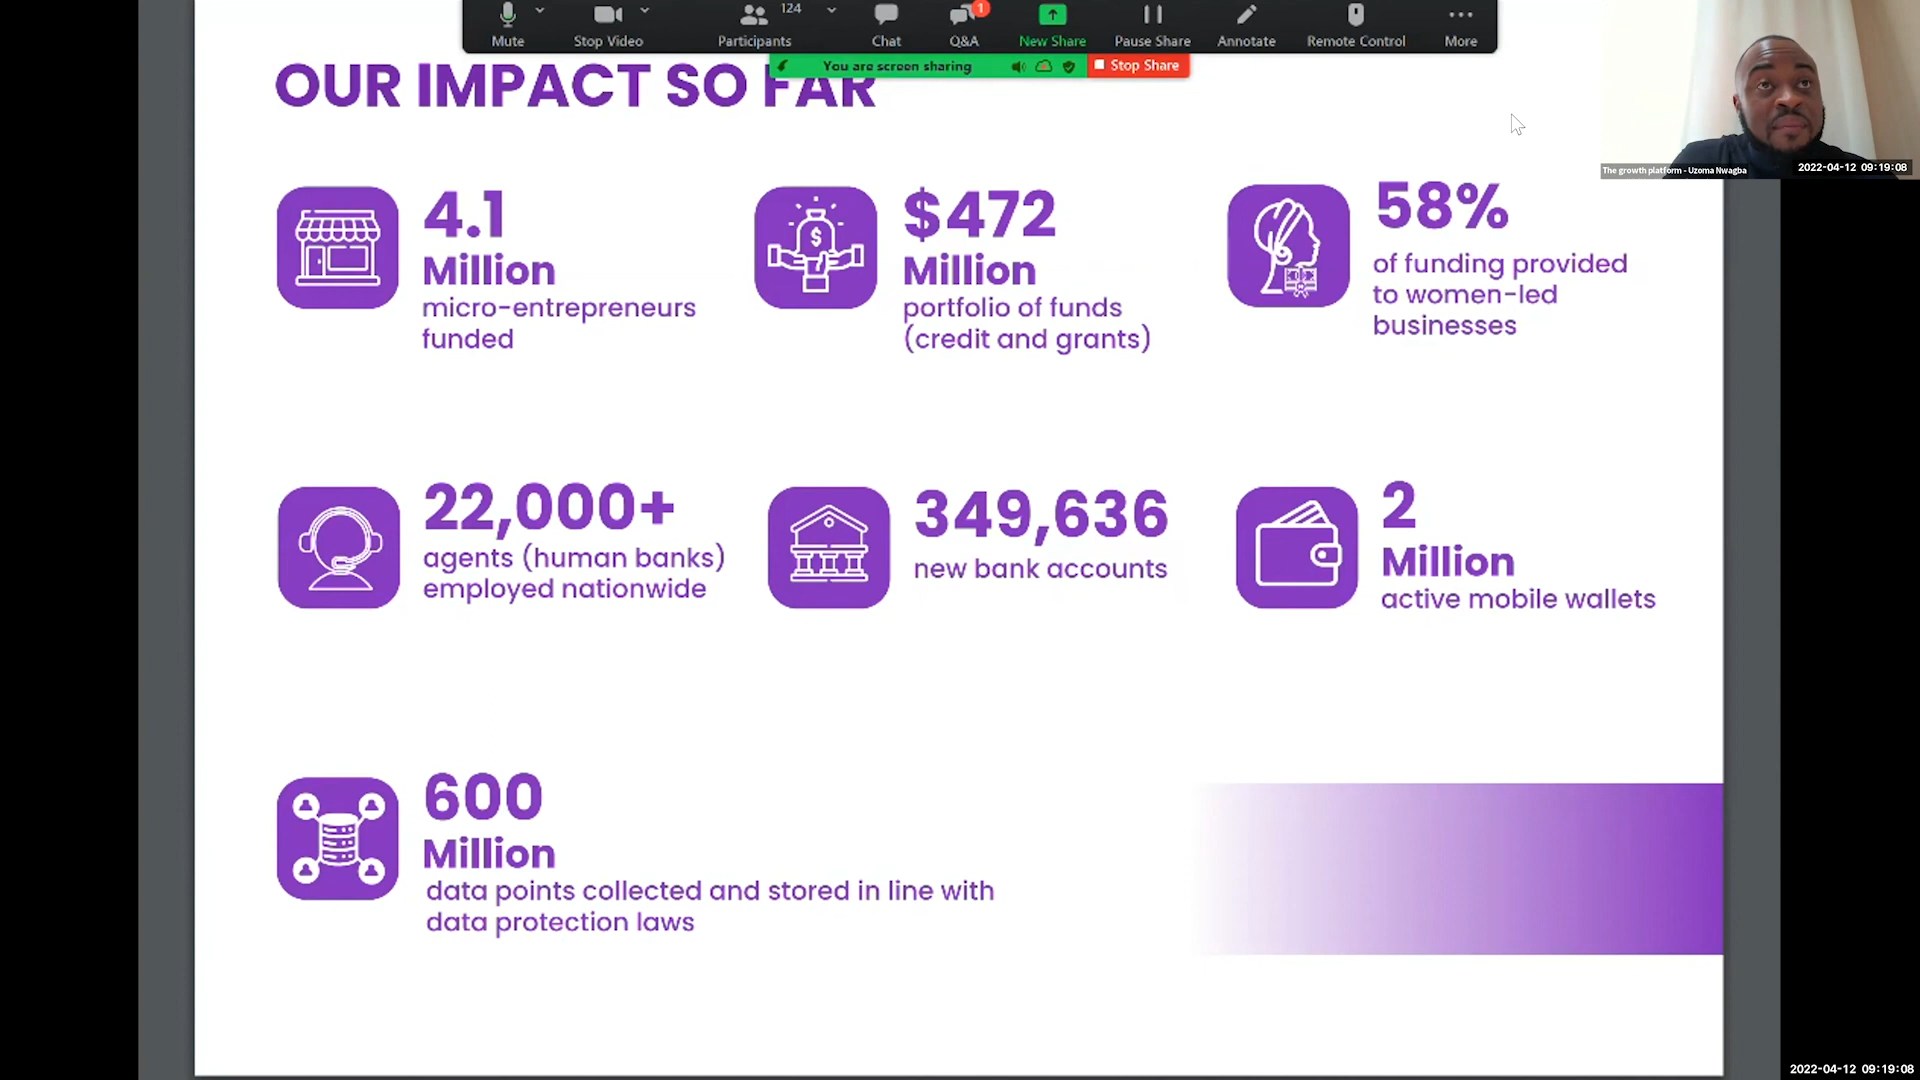 124
1
Mute
Stop Video
Participants
Chat
Q&A
New Share
Pause Share
Annotate
Remote Control
More
You are screen sharing
Stop Share
The growth platform - Uzoma Nwagba
2022-04-12 09:19:08
OUR IMPACT SO FAR
4.1
Million
micro-entrepreneurs
funded
$472
Million
portfolio of funds
(credit and grants)
58%
of funding provided
to women-led
businesses
22,000+
agents (human banks)
employed nationwide
349,636
new bank accounts
2
Million
active mobile wallets
600
Million
data points collected and stored in line with
data protection laws
2022-04-12 09:19:08